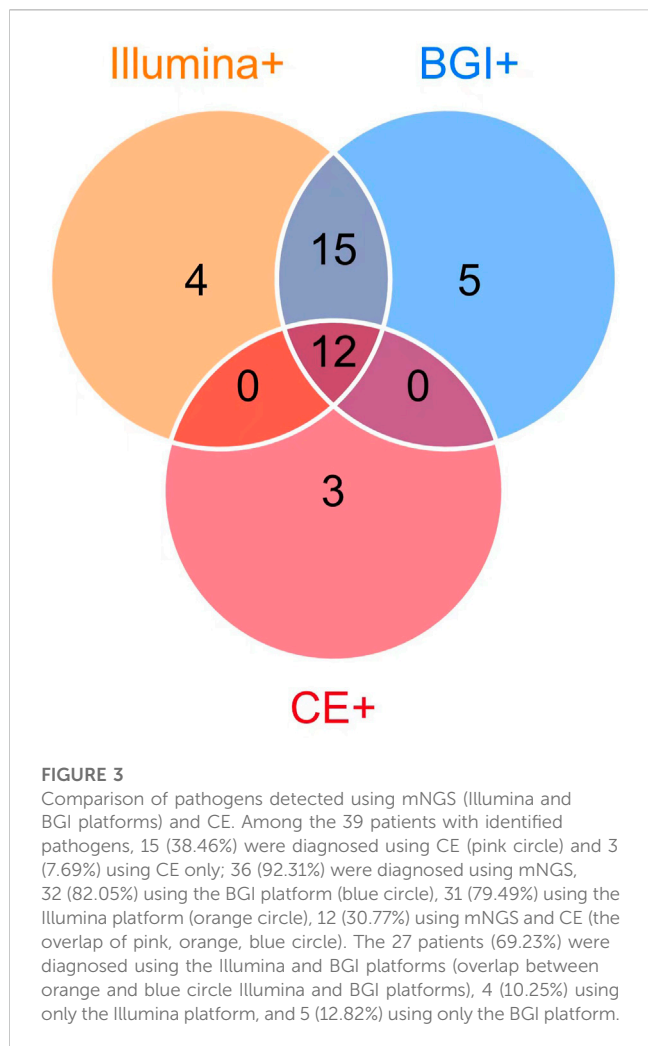 Illumina+ BGI+
15
4 5
12
0 0
3
CE+
FIGURE 3
Comparison of pathogens detected using mNGS (Illumina and
BGI platforms) and CE. Among the 39 patients with identified
pathogens, 15 (38.46%) were diagnosed using CE (pink circle) and 3
(7.69%) using CE only; 36 (92.31%) were diagnosed using mNGS,
32 (82.05%) using the BGI platform (blue circle), 31 (79.49%) using the
Illumina platform (orange circle), 12 (30.77%) using mNGS and CE (the
overlap of pink, orange, blue circle). The 27 patients (69.23%) were
diagnosed using the Illumina and BGI platforms (overlap between
orange and blue circle Illumina and BGI platforms), 4 (10.25%) using
only the Illumina platform, and 5 (12.82%) using only the BGI platform.